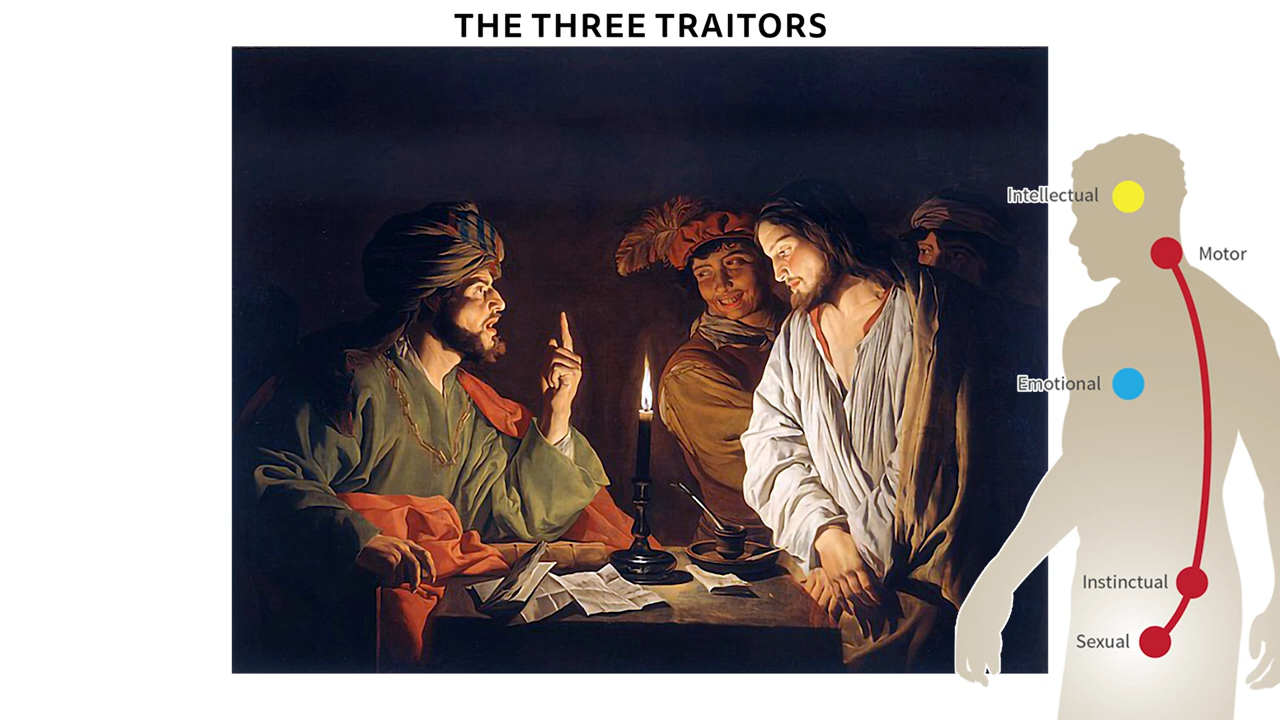 THE THREE TRAITORS
Intellectual
Motor
Emotional
Instinctual
Sexual